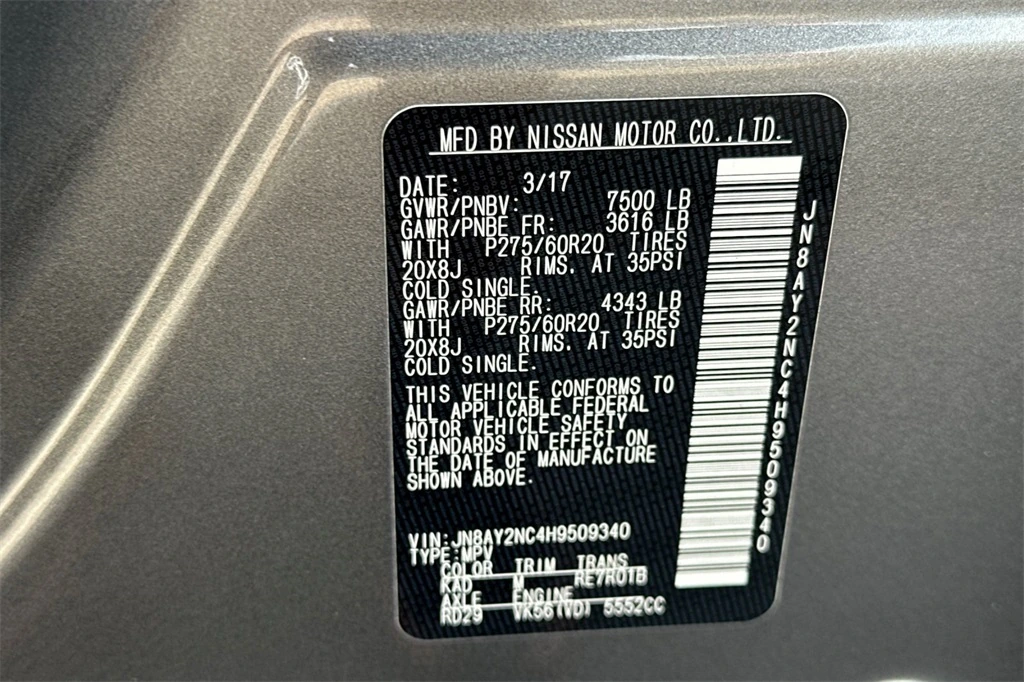 MFD BY NISSAN MOTOR CO.,LTD.
DATE: 3/17
GVWR/PNBV: 7500 LB
GAWR/PNBE FR: 3616 LB
WITH P275/60R20 TIRES
20X8J RIMS. AT 35PSI
COLD SINGLE.
GAWR/PNBE RR: 4343 LB
WITH P275/60R20 TIRES
20X8J RIMS. AT 35PSI
COLD SINGLE.
THIS VEHICLE CONFORMS TO
ALL APPLICABLE FEDERAL
MOTOR VEHICLE SAFETY
STANDARDS IN EFFECT ON
THE DATE OF MANUFACTURE
SHOWN ABOVE.
VIN:JN8AY2NC4H9509340
TYPE:MPV
COLOR TRIM TRANS
KAD M RE7R01B
AXLE ENGINE
RD29 VK56(VD) 5552CC
JN8AY2NC4H9509340